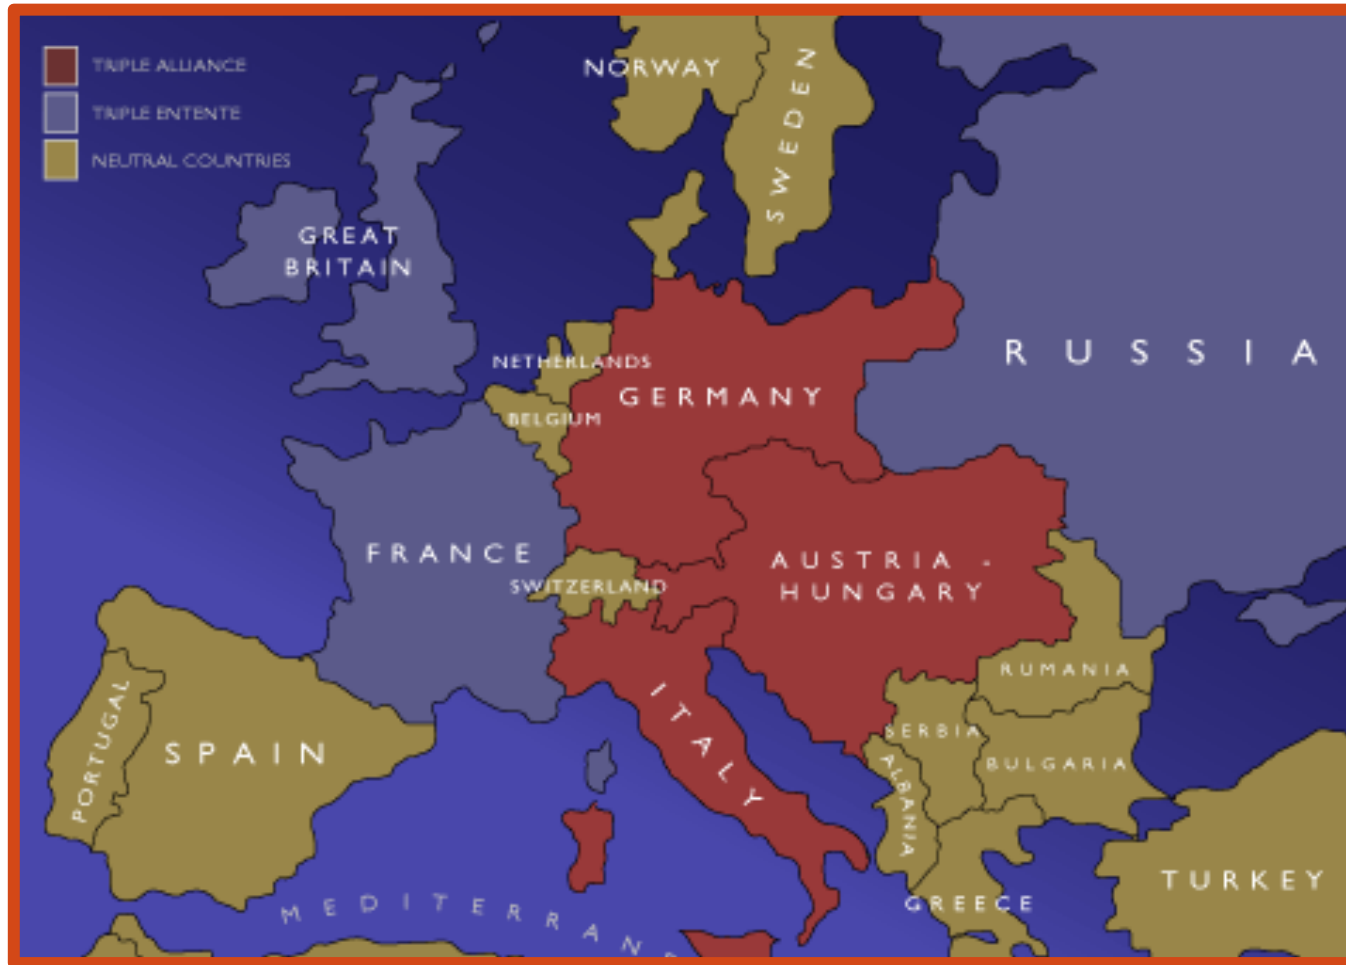 TRIPLE ALLIANCE
TRIPLE ENTENTE
NEUTRAL COUNTRIES
NORWAY
SWEDEN
GREAT
BRITAIN
RUSSIA
NETHERLANDS
GERMANY
BELGIUM
FRANCE
AUSTRIA -
HUNGARY
SWITZERLAND
RUMANIA
ITALY
PORTUGAL
SPAIN
SERBIA
BULGARIA
ALBANIA
TURKEY
GREECE
MEDITERRAN